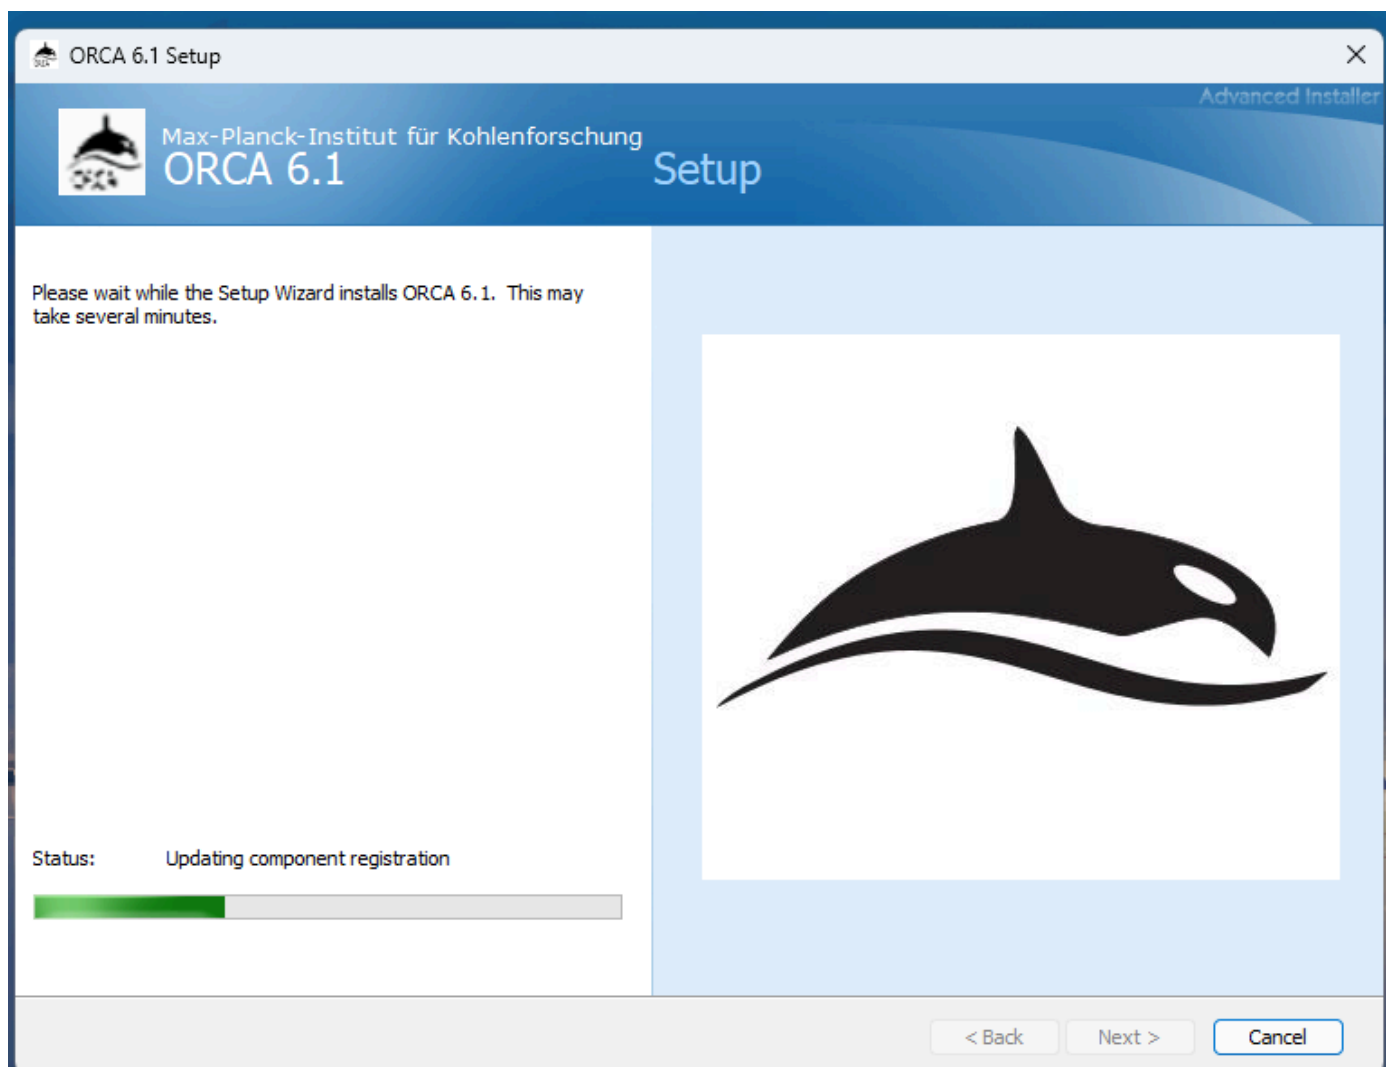 ORCA 6.1 Setup
Advanced Installer
Max-Planck-Institut für Kohlenforschung
ORCA 6.1 Setup
Please wait while the Setup Wizard installs ORCA 6.1. This may
take several minutes.
Status: Updating component registration
< Back Next > Cancel